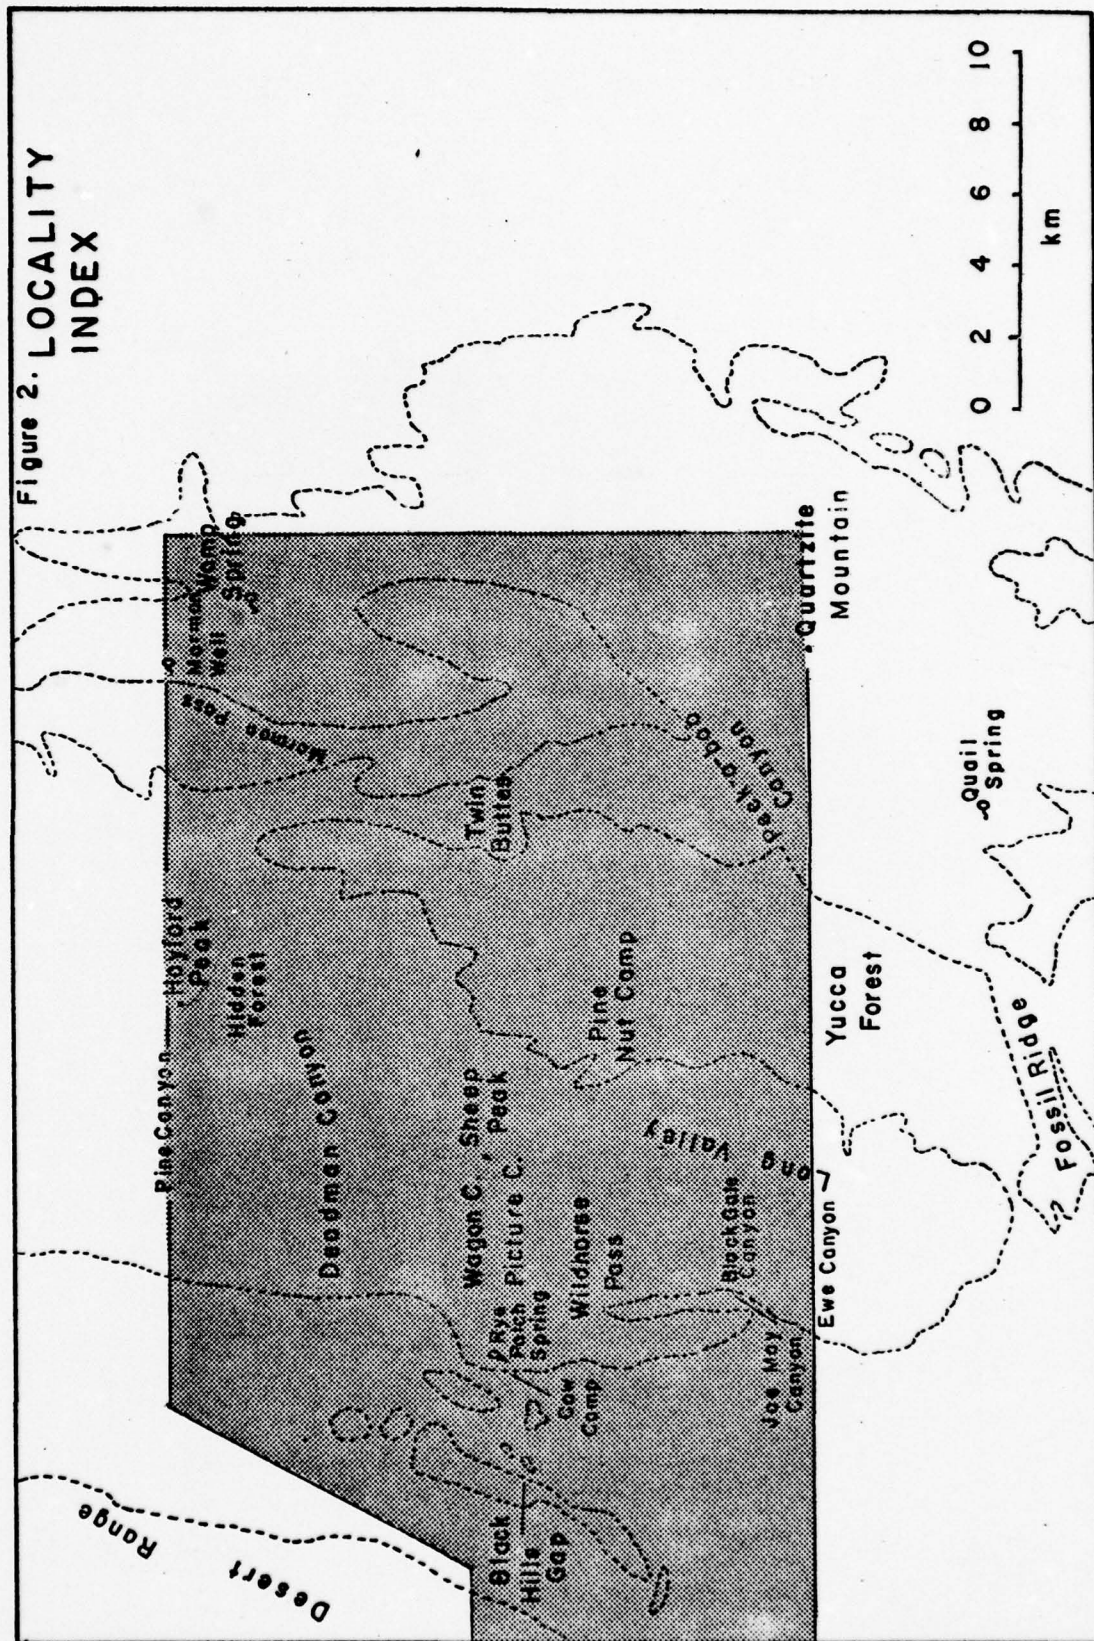 Figure 2. LOCALITY
INDEX
Desert Range
Pine Canyon
Hayford
Peak
Hidden
Forest
Deadman Canyon
Mormon Pass
Mormon
Well
Wamp
Spring
Wagon C.
Sheep
Peak
Picture C.
Rye
Patch
Spring
Cow
Camp
Black
Hills
Gap
Wildhorse
Pass
Twin
Buttes
Pine
Nut Camp
Long Valley
Black Gate
Canyon
Joe May
Canyon
Ewe Canyon
Peek-a-boo
Canyon
Quartzite
Mountain
Yucca
Forest
Quail
Spring
Fossil Ridge
0 2 4 6 8 10
km